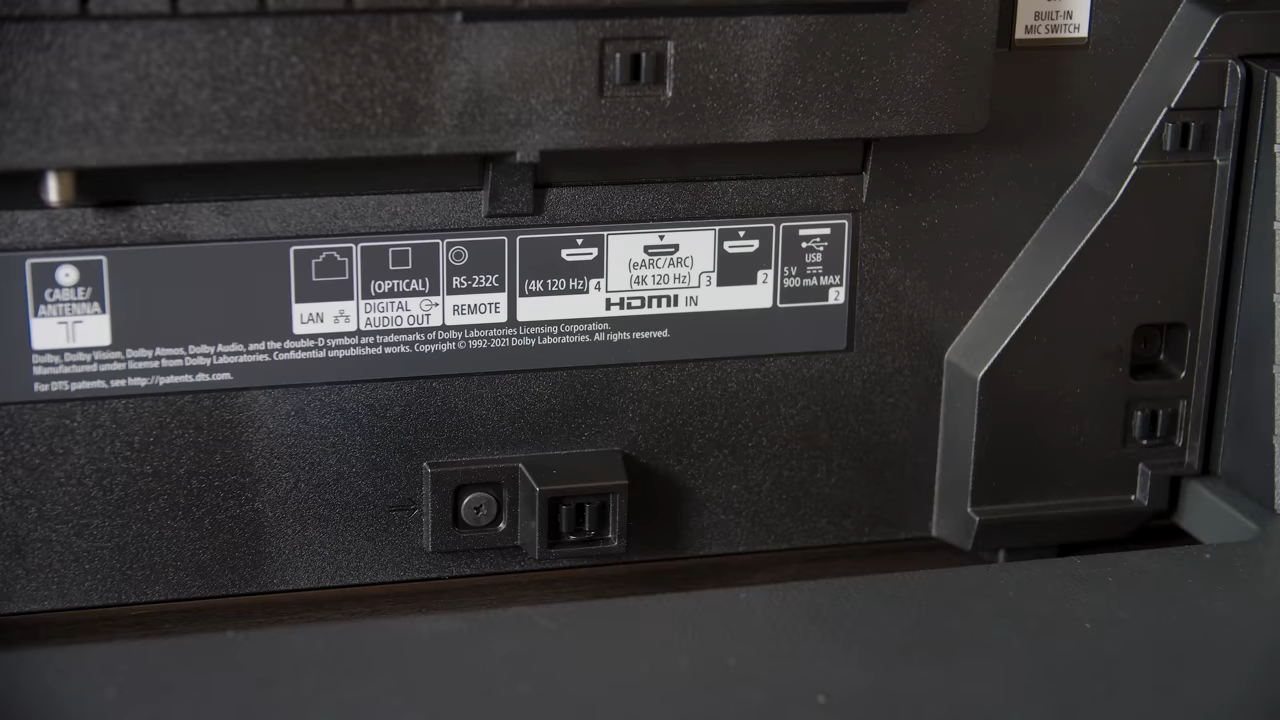 BUILT-IN
MIC SWITCH
CABLE/
ANTENNA
LAN
(OPTICAL)
DIGITAL
AUDIO OUT
RS-232C
REMOTE
(4K 120 Hz) 4
(eARC/ARC)
(4K 120 Hz) 3
2
HDMI IN
USB
5 V
900 mA MAX
2
Dolby, Dolby Vision, Dolby Atmos, Dolby Audio, and the double-D symbol are trademarks of Dolby Laboratories Licensing Corporation.
Manufactured under license from Dolby Laboratories. Confidential unpublished works. Copyright © 1992-2021 Dolby Laboratories. All rights reserved.
For DTS patents, see http://patents.dts.com.